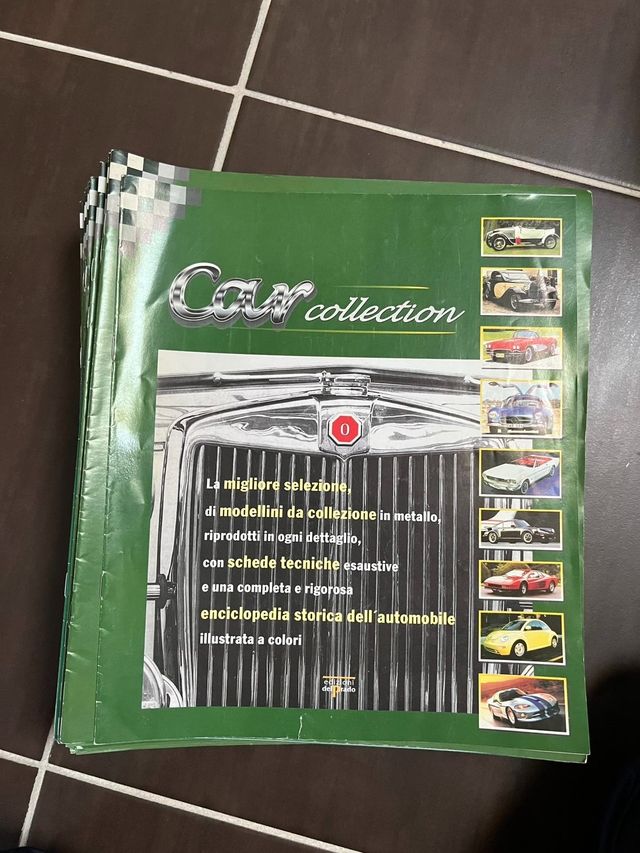 Car collection
0
La migliore selezione,
di modellini da collezione in metallo,
riprodotti in ogni dettaglio,
con schede tecniche esaustive
e una completa e rigorosa
enciclopedia storica dell'automobile
illustrata a colori
edizioni
del Prado